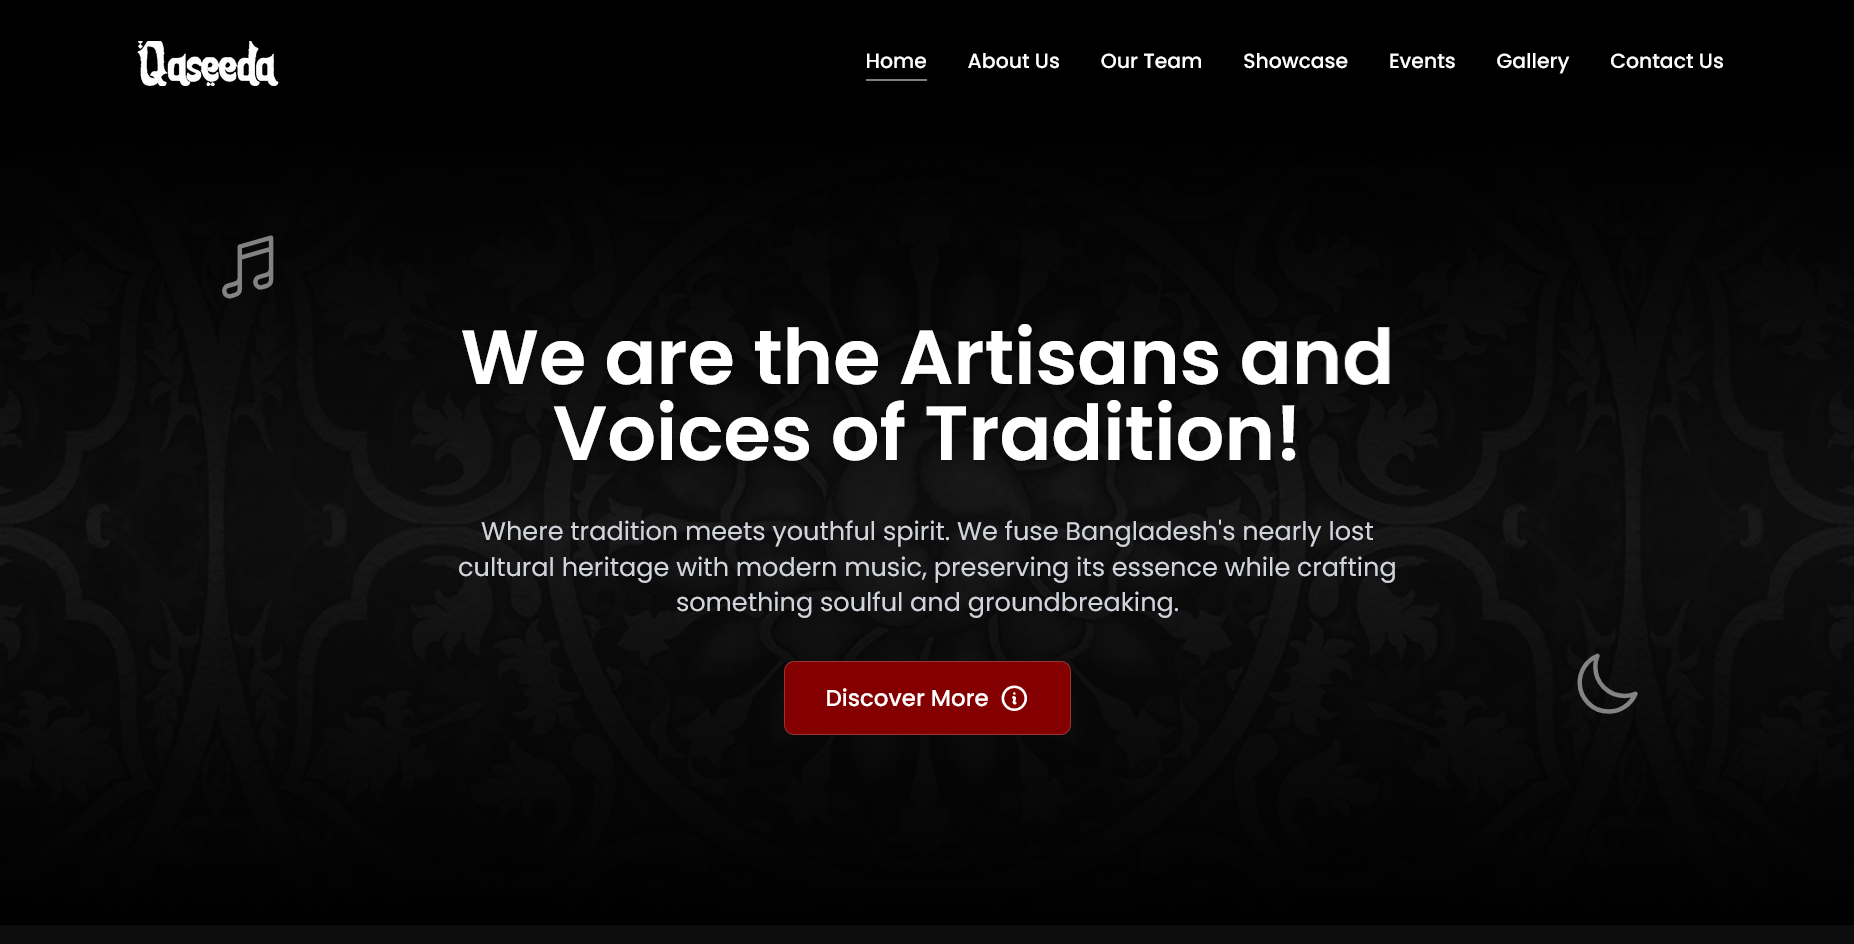 Qaseeda
Home About Us Our Team Showcase Events Gallery Contact Us
We are the Artisans and
Voices of Tradition!
Where tradition meets youthful spirit. We fuse Bangladesh's nearly lost
cultural heritage with modern music, preserving its essence while crafting
something soulful and groundbreaking.
Discover More